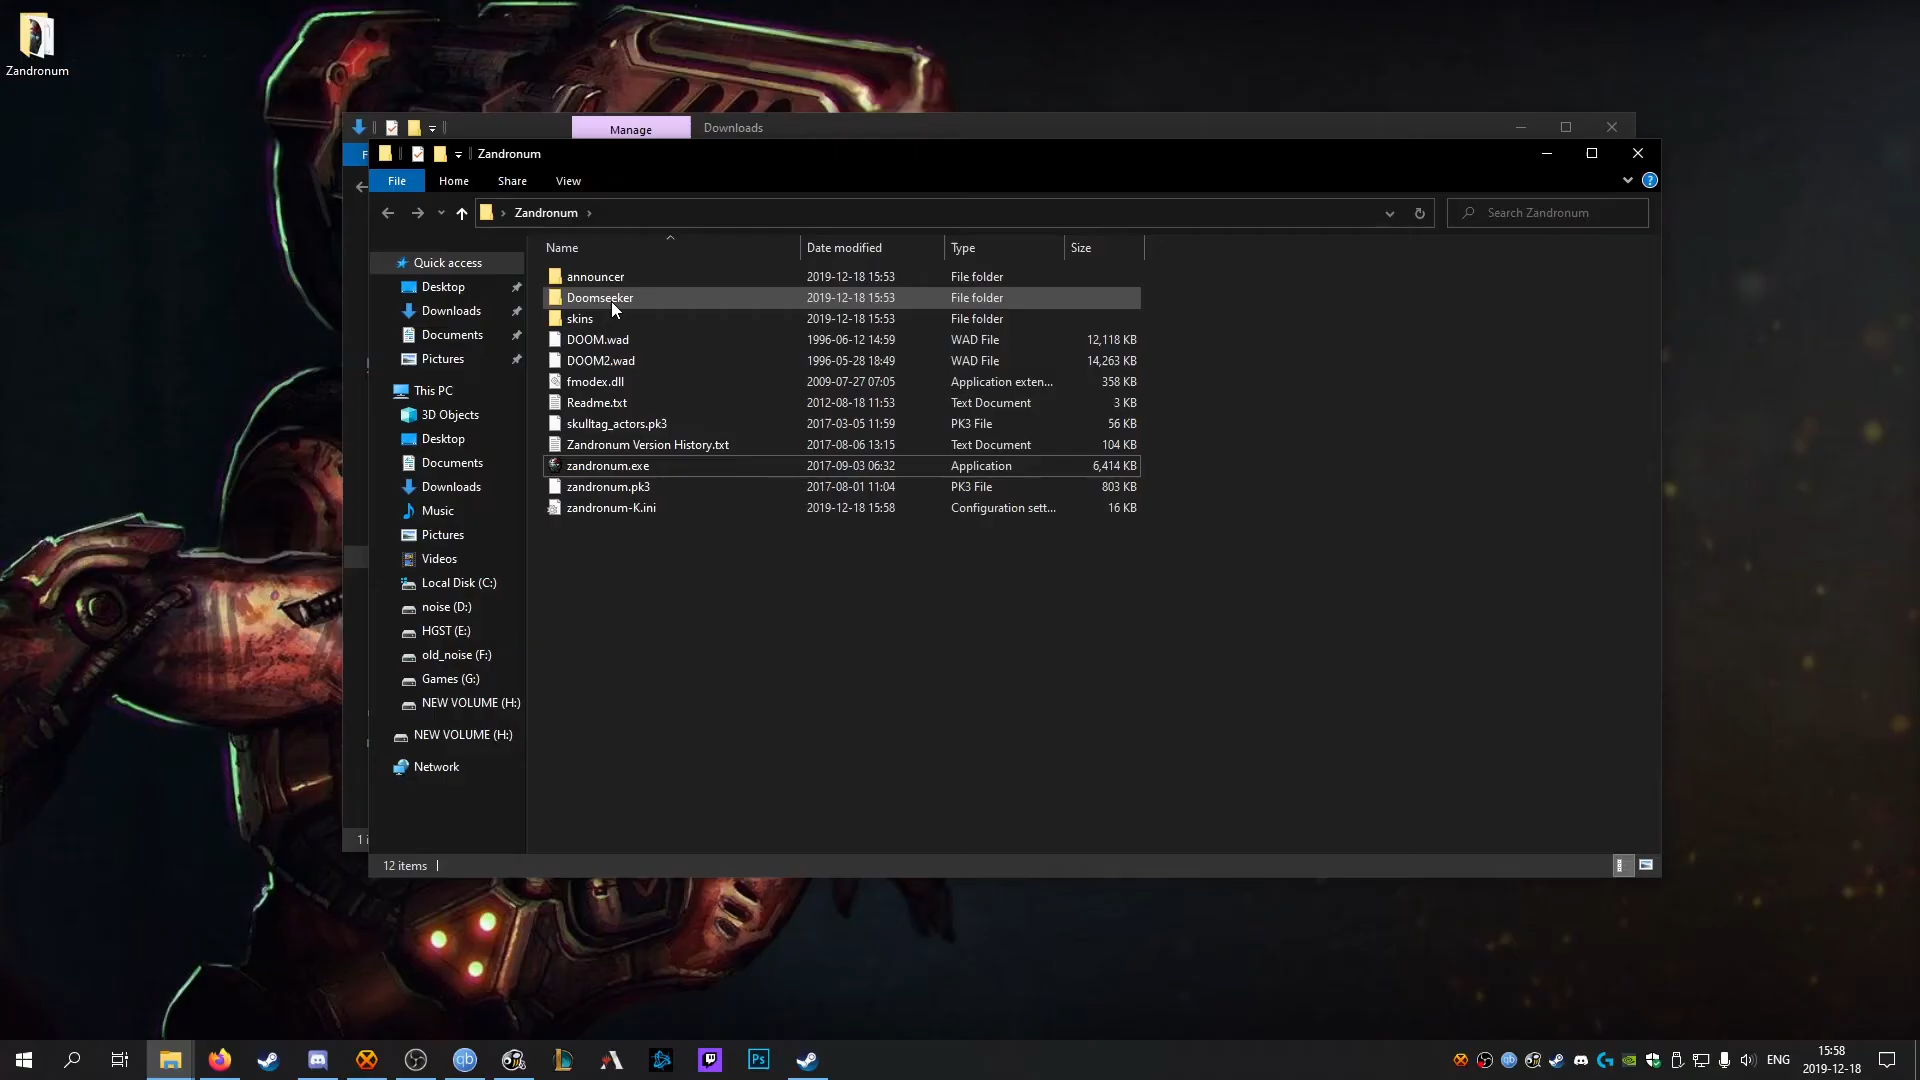 Zandronum
Manage
Downloads
F
Zandronum
File
Home
Share
View
Zandronum
Search Zandronum
Name
Date modified
Type
Size
Quick access
Desktop
Downloads
Documents
Pictures
This PC
3D Objects
Desktop
Documents
Downloads
Music
Pictures
Videos
Local Disk (C:)
noise (D:)
HGST (E:)
old_noise (F:)
Games (G:)
NEW VOLUME (H:)
NEW VOLUME (H:)
Network
announcer 2019-12-18 15:53 File folder
Doomseeker 2019-12-18 15:53 File folder
skins 2019-12-18 15:53 File folder
DOOM.wad 1996-06-12 14:59 WAD File 12,118 KB
DOOM2.wad 1996-05-28 18:49 WAD File 14,263 KB
fmodex.dll 2009-07-27 07:05 Application exten... 358 KB
Readme.txt 2012-08-18 11:53 Text Document 3 KB
skulltag_actors.pk3 2017-03-05 11:59 PK3 File 56 KB
Zandronum Version History.txt 2017-08-06 13:15 Text Document 104 KB
zandronum.exe 2017-09-03 06:32 Application 6,414 KB
zandronum.pk3 2017-08-01 11:04 PK3 File 803 KB
zandronum-K.ini 2019-12-18 15:58 Configuration sett... 16 KB
1 i
12 items
qb
Ps
ENG
15:58
2019-12-18